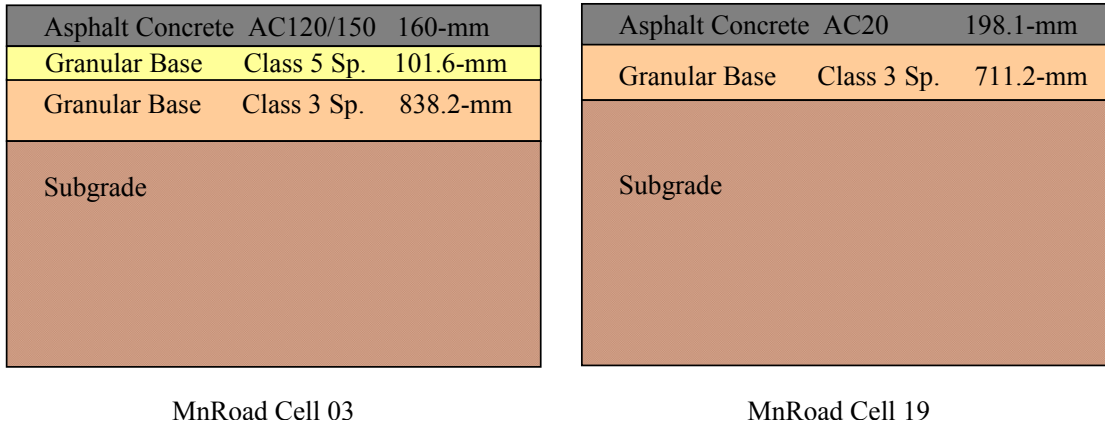 Asphalt Concrete AC120/150 160-mm
Granular Base Class 5 Sp. 101.6-mm
Granular Base Class 3 Sp. 838.2-mm
Subgrade
MnRoad Cell 03
Asphalt Concrete AC20 198.1-mm
Granular Base Class 3 Sp. 711.2-mm
Subgrade
MnRoad Cell 19